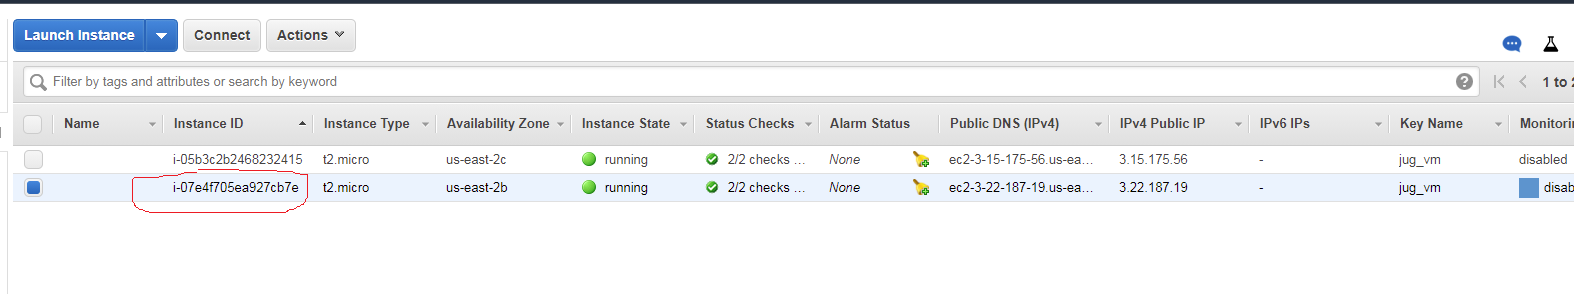 Launch Instance Connect Actions
Filter by tags and attributes or search by keyword ? 1 to 2
Name Instance ID Instance Type Availability Zone Instance State Status Checks Alarm Status Public DNS (IPv4) IPv4 Public IP IPv6 IPs Key Name Monitorin
i-05b3c2b2468232415 t2.micro us-east-2c running 2/2 checks ... None ec2-3-15-175-56.us-ea... 3.15.175.56 - jug_vm disabled
i-07e4f705ea927cb7e t2.micro us-east-2b running 2/2 checks ... None ec2-3-22-187-19.us-ea... 3.22.187.19 - jug_vm disab